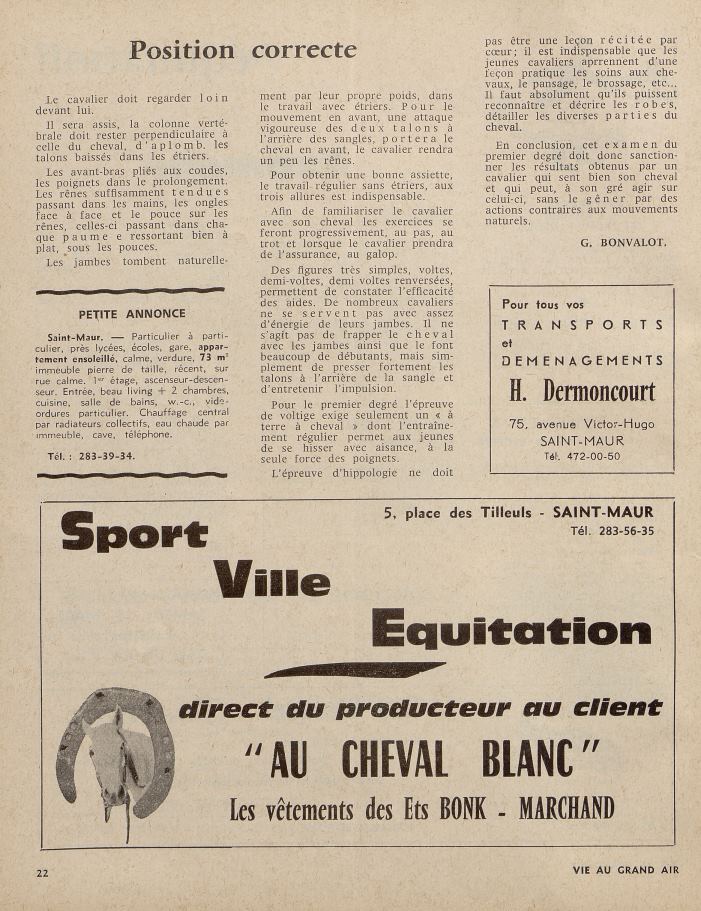 Position correcte
Le cavalier doit regarder loin
devant lui.
Il sera assis, la colonne verté-
brale doit rester perpendiculaire à
celle du cheval, d'aplomb, les
talons baissés dans les étriers.
Les avant-bras pliés aux coudes,
les poignets dans le prolongement.
Les rênes suffisamment tendues
passant dans les mains, les ongles
face à face et le pouce sur les
rênes, celles-ci passant dans cha-
que paume e ressortant bien à
plat, sous les pouces.
Les jambes tombent naturelle-
ment par leur propre poids, dans
le travail avec étriers. Pour le
mouvement en avant, une attaque
vigoureuse des deux talons à
l'arrière des sangles, portera le
cheval en avant, le cavalier rendra
un peu les rênes.
Pour obtenir une bonne assiette,
le travail régulier sans étriers, aux
trois allures est indispensable.
Afin de familiariser le cavalier
avec son cheval les exercices se
feront progressivement, au pas, au
trot et lorsque le cavalier prendra
de l'assurance, au galop.
Des figures très simples, voltes,
demi-voltes, demi voltes renversées,
permettent de constater l'efficacité
des aides. De nombreux cavaliers
ne se servent pas avec assez
d'énergie de leurs jambes. Il ne
s'agit pas de frapper le cheval
avec les jambes ainsi que le font
beaucoup de débutants, mais sim-
plement de presser fortement les
talons à l'arrière de la sangle et
d'entretenir l'impulsion.
Pour le premier degré l'épreuve
de voltige exige seulement un « à
terre à cheval » dont l'entraîne-
ment régulier permet aux jeunes
de se hisser avec aisance, à la
seule force des poignets.
L'épreuve d'hippologie ne doit
pas être une leçon récitée par
cœur; il est indispensable que les
jeunes cavaliers aprrennent d'une
feçon pratique les soins aux che-
vaux, le pansage, le brossage, etc...
Il faut absolument qu'ils puissent
reconnaître et décrire les robes,
détailler les diverses parties du
cheval.
En conclusion, cet examen du
premier degré doit donc sanction-
ner les résultats obtenus par un
cavalier qui sent bien son cheval
et qui peut, à son gré agir sur
celui-ci, sans le gêner par des
actions contraires aux mouvements
naturels.
G. BONVALOT.
PETITE ANNONCE
Saint-Maur. — Particulier à parti-
culier, près lycées, écoles, gare, appar-
tement ensoleillé, calme, verdure, 73 m²
immeuble pierre de taille, récent, sur
rue calme. 1er étage, ascenseur-descen-
seur. Entrée, beau living + 2 chambres,
cuisine, salle de bains, w.-c., vide-
ordures particulier. Chauffage central
par radiateurs collectifs, eau chaude par
immeuble, cave, téléphone.
Tél. : 283-39-34.
Pour tous vos
TRANSPORTS
et
DEMENAGEMENTS
H. Dermoncourt
75, avenue Victor-Hugo
SAINT-MAUR
Tél. 472-00-50
5, place des Tilleuls - SAINT-MAUR
Tél. 283-56-35
Sport
Ville
Equitation
direct du producteur au client
"AU CHEVAL BLANC"
Les vêtements des Ets BONK - MARCHAND
22
VIE AU GRAND AIR